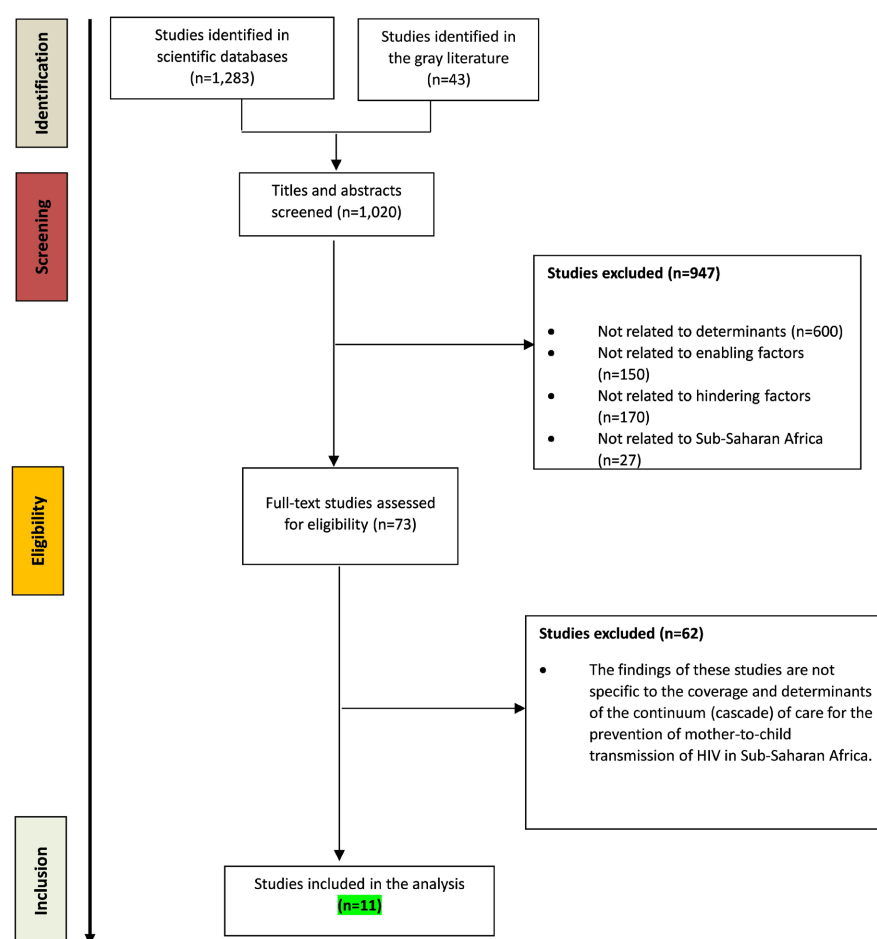 Identification
Studies identified in
scientific databases
(n=1,283)
Studies identified in
the gray literature
(n=43)
Screening
Titles and abstracts
screened (n=1,020)
Studies excluded (n=947)
• Not related to determinants (n=600)
• Not related to enabling factors
(n=150)
• Not related to hindering factors
(n=170)
• Not related to Sub-Saharan Africa
(n=27)
Eligibility
Full-text studies assessed
for eligibility (n=73)
Studies excluded (n=62)
• The findings of these studies are not
specific to the coverage and determinants
of the continuum (cascade) of care for the
prevention of mother-to-child
transmission of HIV in Sub-Saharan Africa.
Inclusion
Studies included in the analysis
(n=11)